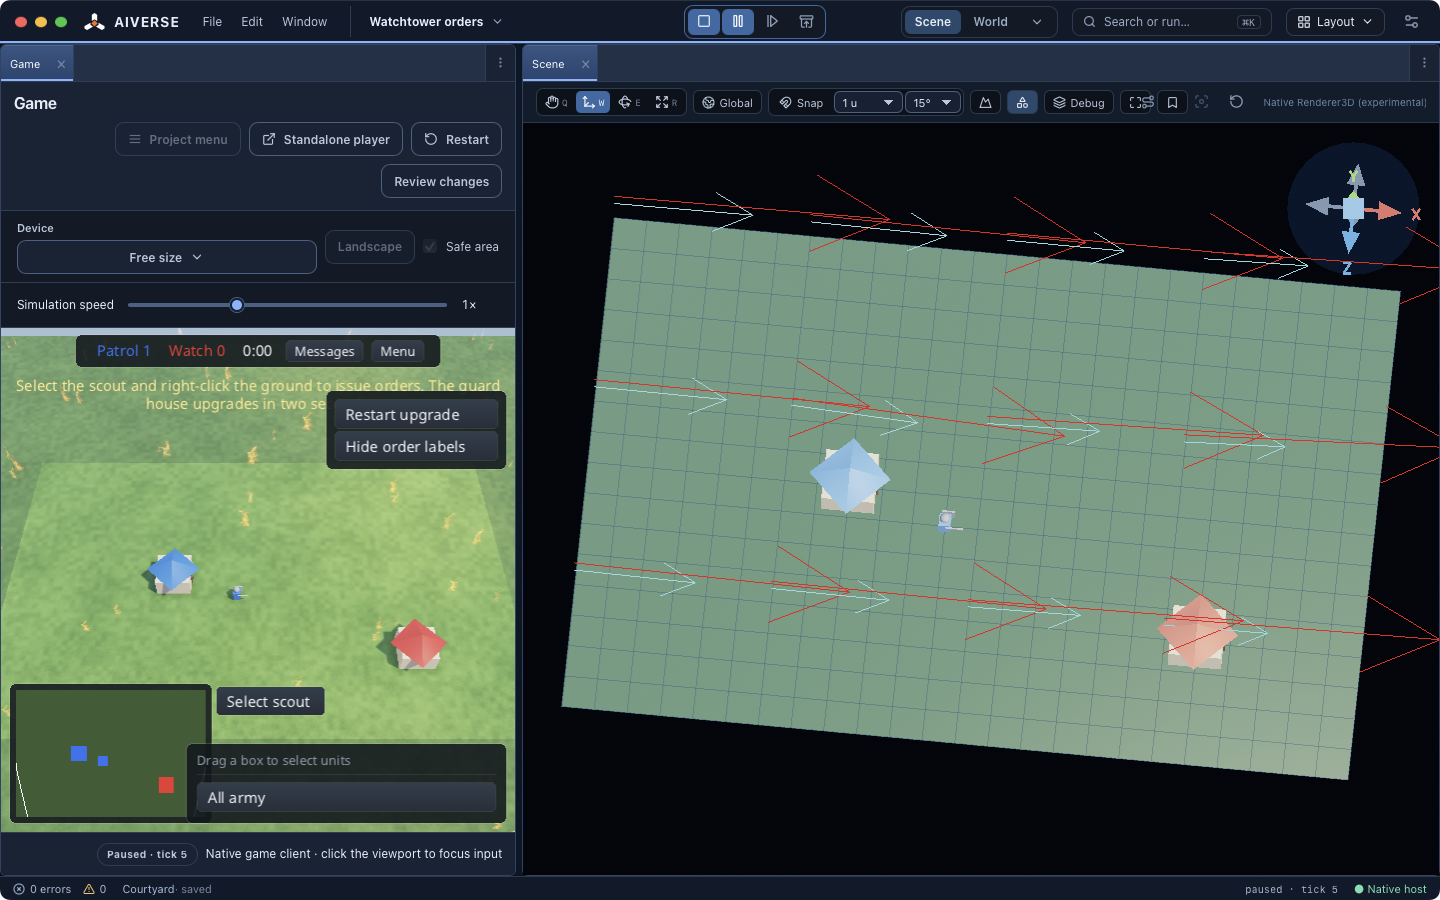 AIVERSE File Edit Window Watchtower orders Scene World Search or run... ⌘K Layout
Game Scene
Game
Project menu Standalone player Restart
Review changes
Device
Free size Landscape Safe area
Simulation speed 1×
Patrol 1 Watch 0 0:00 Messages Menu
Select the scout and right-click the ground to issue orders. The guard
house upgrades in two se
Restart upgrade
Hide order labels
Select scout
Drag a box to select units
All army
Paused · tick 5 Native game client · click the viewport to focus input
Q W E R Global Snap 1 u 15° Debug Native Renderer3D (experimental)
Y
X
Z
0 errors 0 Courtyard · saved paused · tick 5 Native host